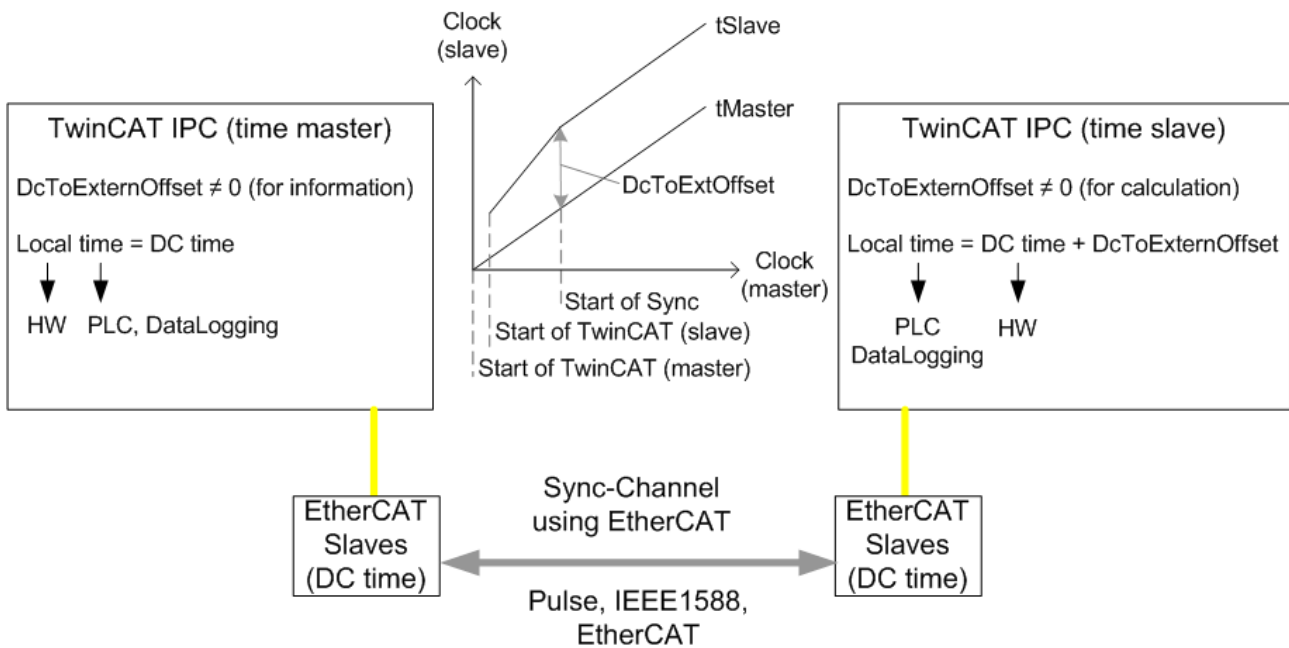 TwinCAT IPC (time master)
DcToExternOffset ≠ 0 (for information)
Local time = DC time
HW
PLC, DataLogging
Clock
(slave)
tSlave
tMaster
DcToExtOffset
Clock
(master)
Start of Sync
Start of TwinCAT (slave)
Start of TwinCAT (master)
TwinCAT IPC (time slave)
DcToExternOffset ≠ 0 (for calculation)
Local time = DC time + DcToExternOffset
PLC
DataLogging
HW
EtherCAT
Slaves
(DC time)
Sync-Channel
using EtherCAT
Pulse, IEEE1588,
EtherCAT
EtherCAT
Slaves
(DC time)